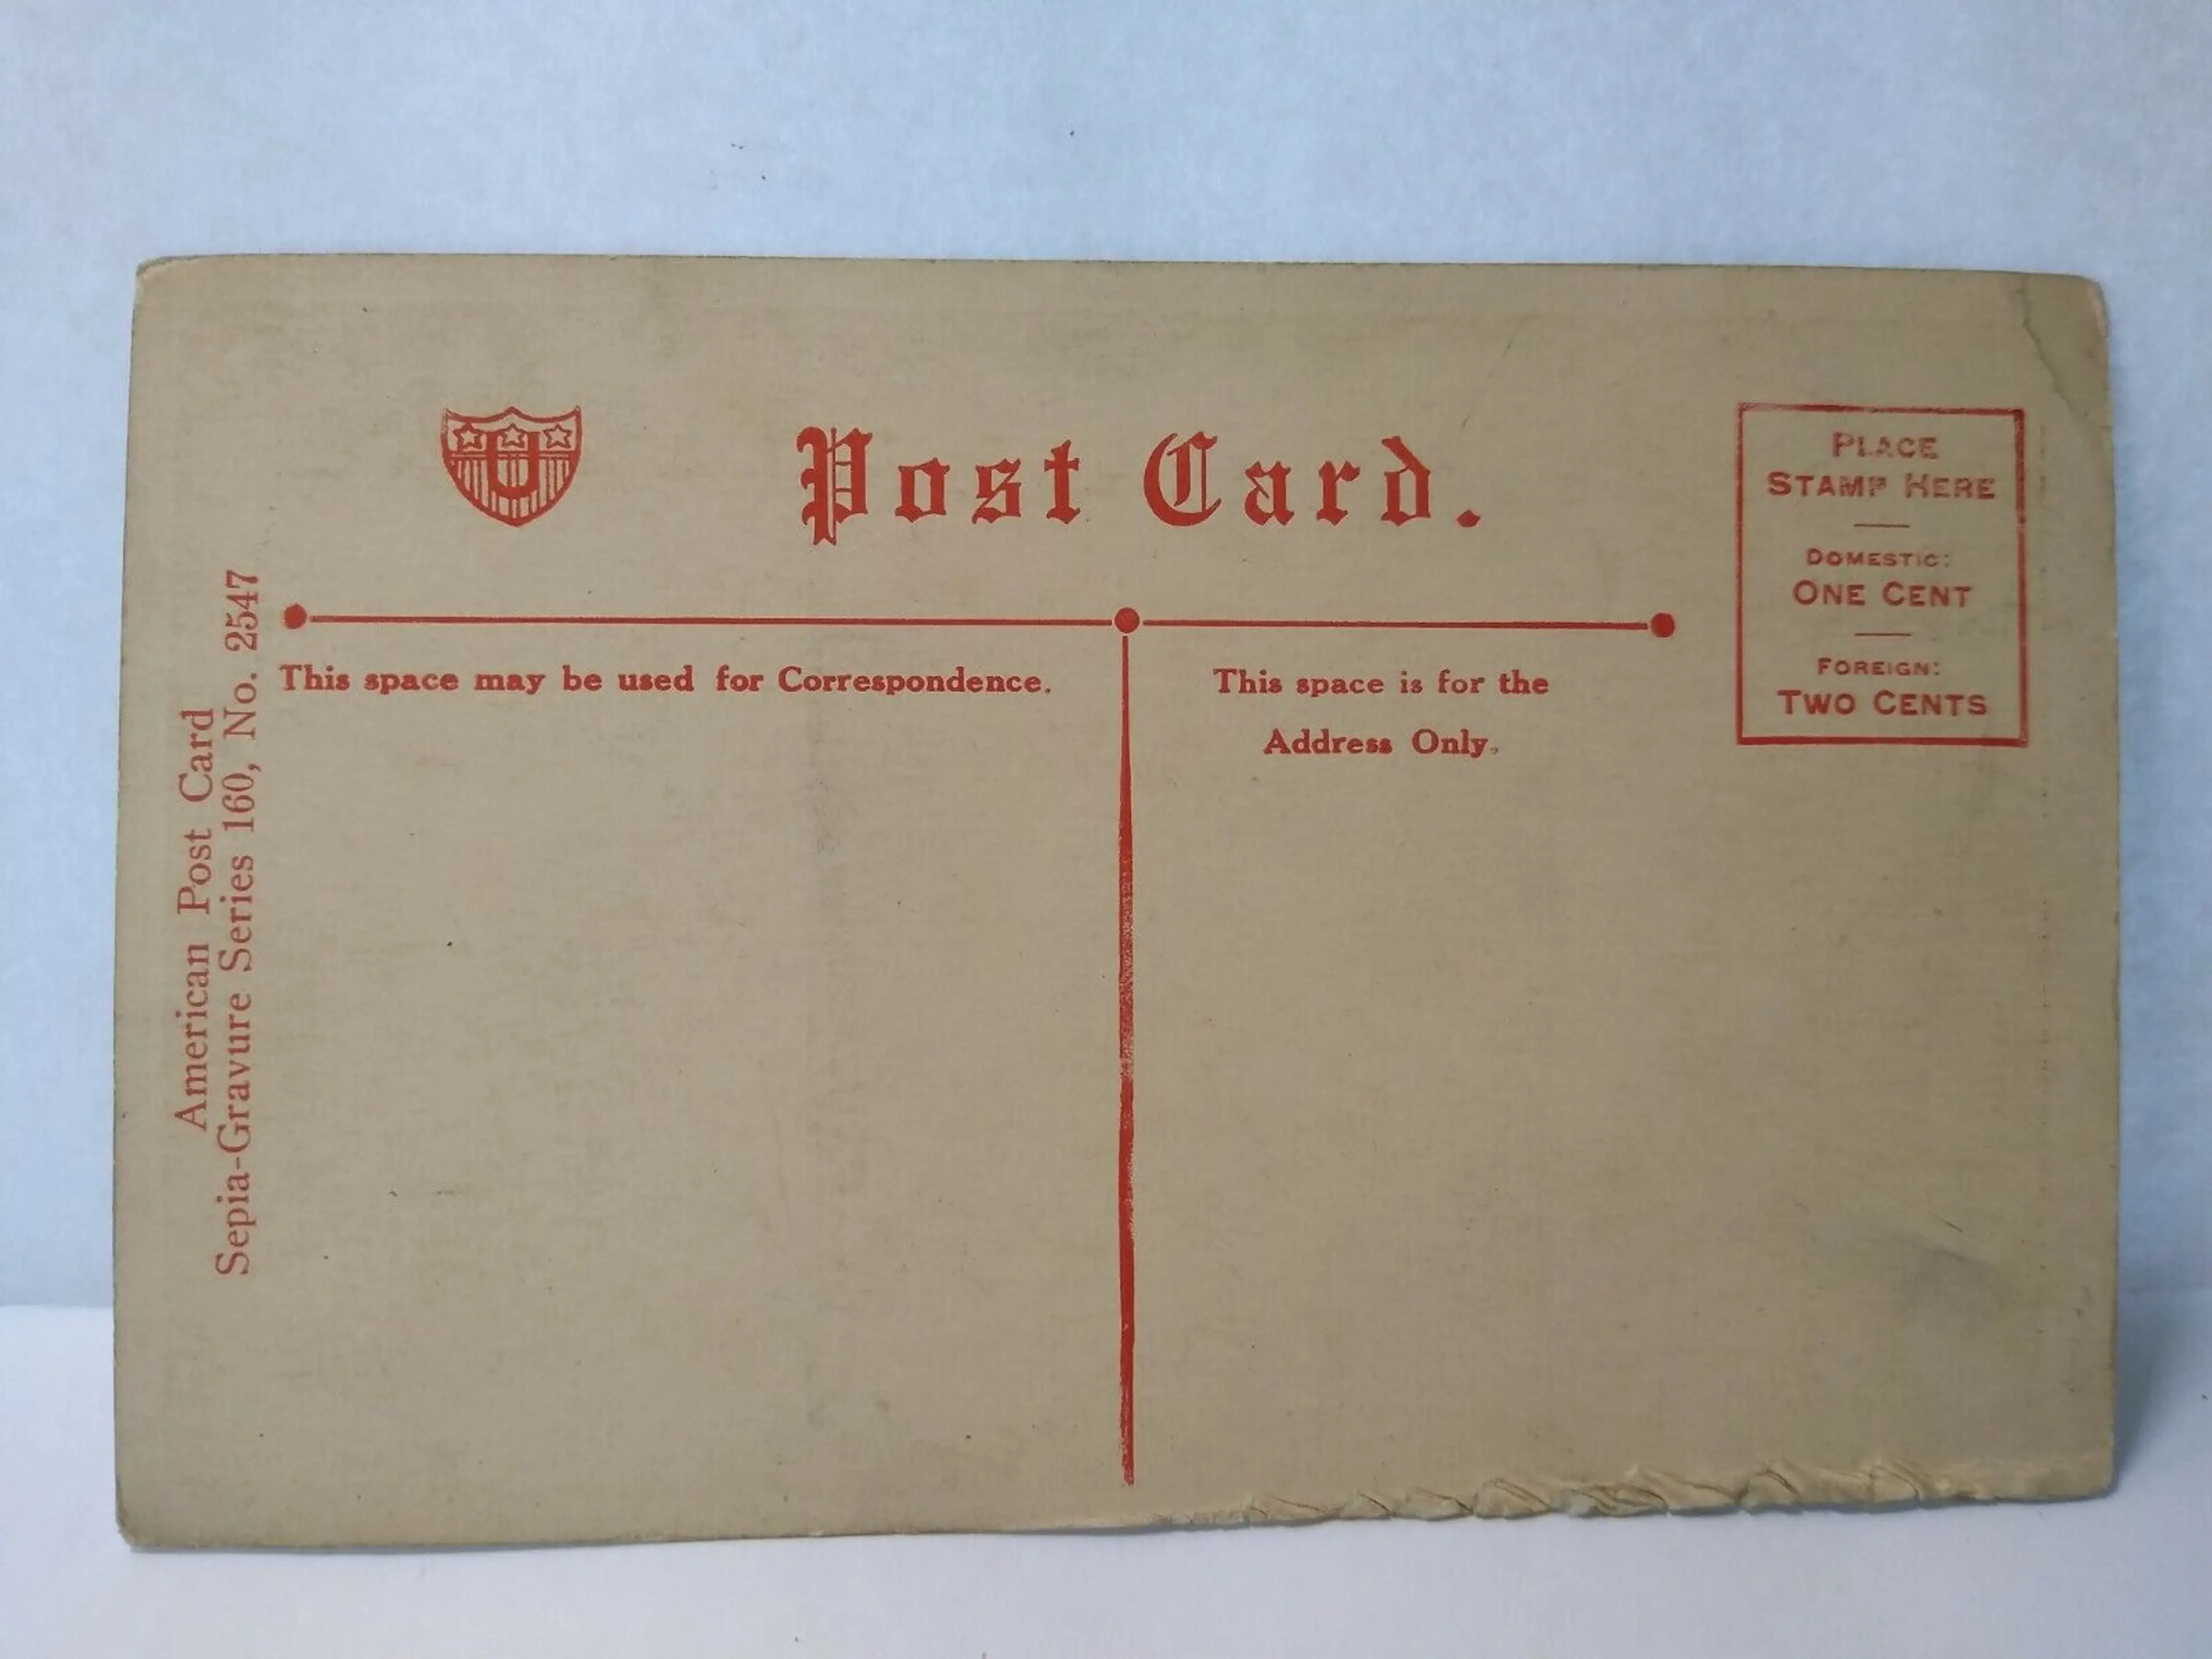 U
Post Card.
PLACE
STAMP HERE
DOMESTIC:
ONE CENT
FOREIGN:
TWO CENTS
This space may be used for Correspondence.
This space is for the
Address Only.
American Post Card
Sepia-Gravure Series 160, No. 2547